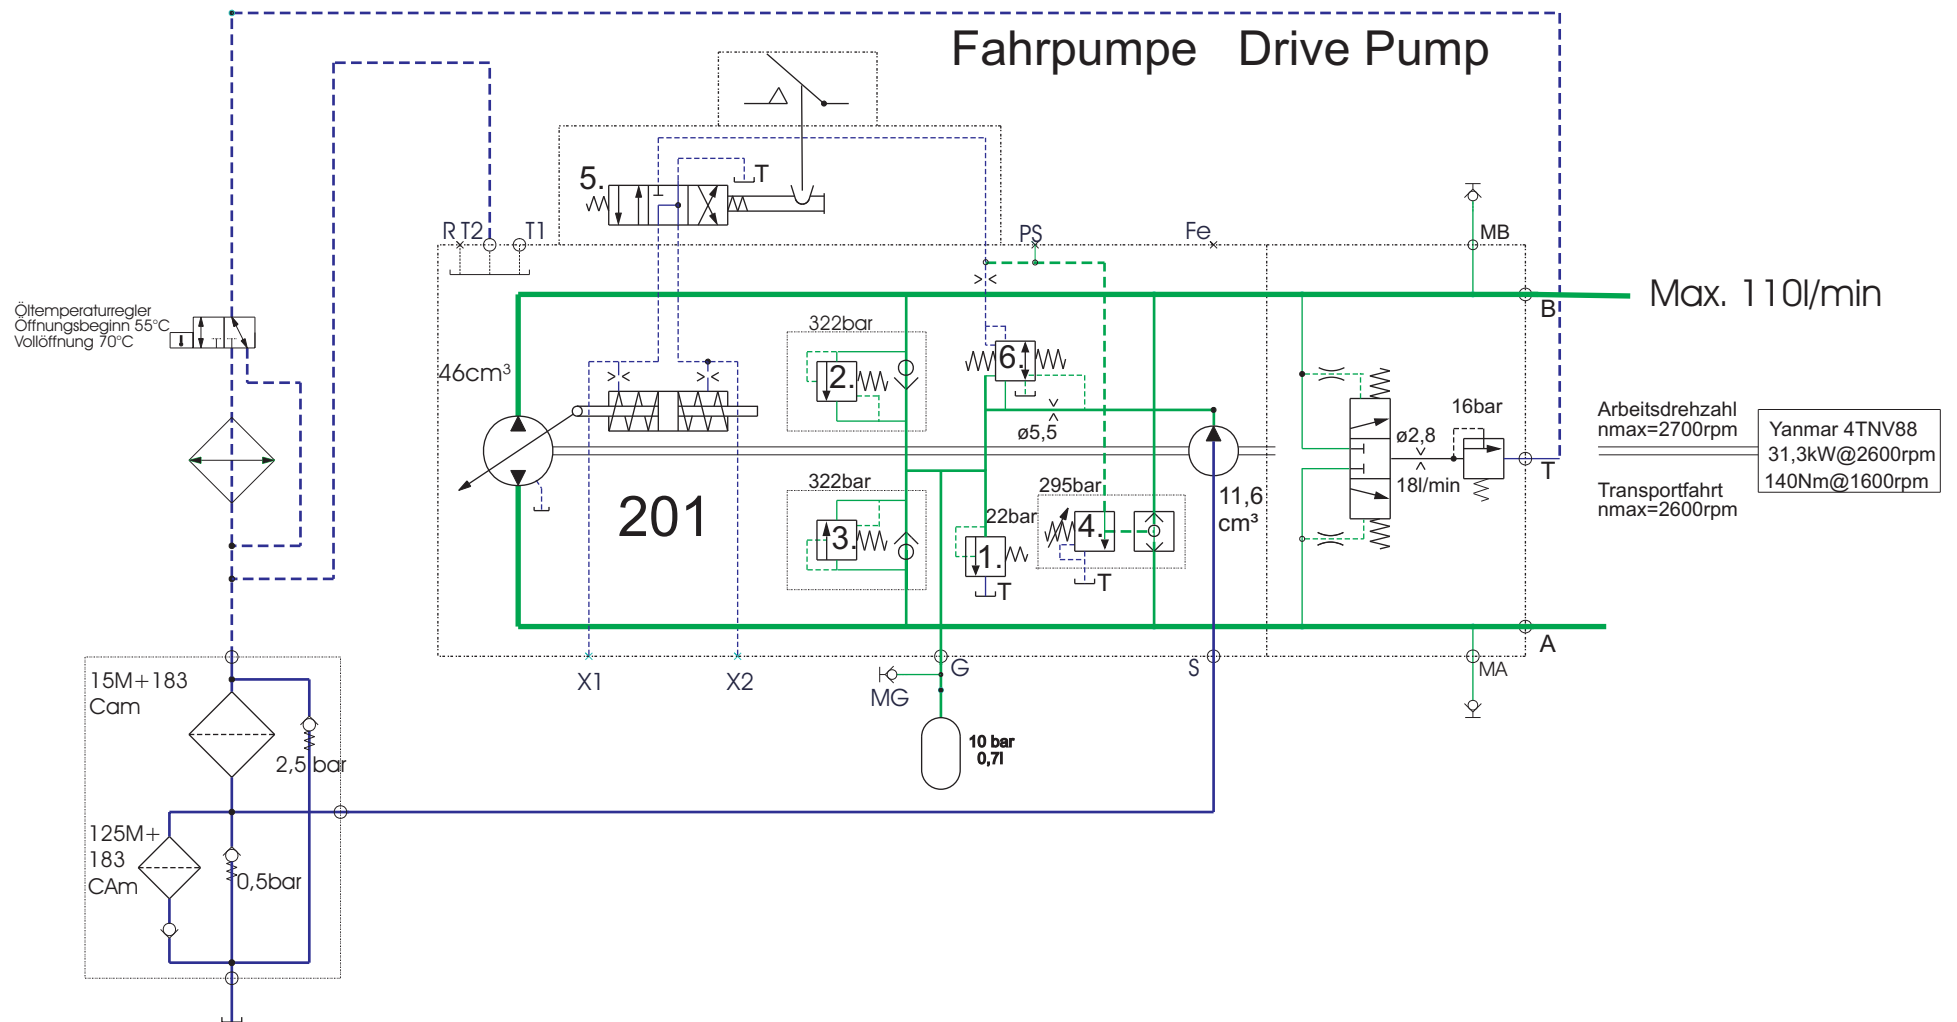 Fahrpumpe Drive Pump
5.
T
R T2 T1
PS
Fe
MB
Öltemperaturregler
Öffnungsbeginn 55°C
Vollöffnung 70°C
B
Max. 110l/min
322bar
46cm³
2.
6.
ø5,5
16bar
ø2,8
18l/min
T
Arbeitsdrehzahl
nmax=2700rpm
Transportfahrt
nmax=2600rpm
Yanmar 4TNV88
31,3kW@2600rpm
140Nm@1600rpm
201
322bar
3.
22bar
1.
T
295bar
4.
T
11,6
cm³
A
X1
X2
MG
G
S
MA
10 bar
0,7l
15M+183
Cam
2,5 bar
125M+
183
CAm
0,5bar